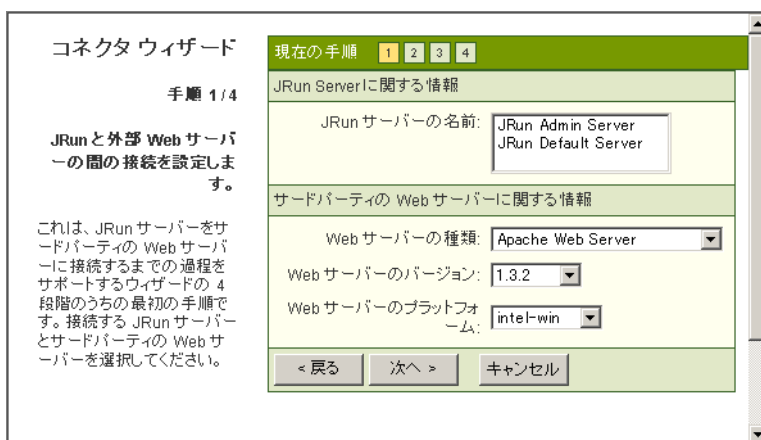 コネクタ ウィザード
手順 1/4
JRunと外部 Web サーバ
ーの間の接続を設定しま
す。
これは、JRun サーバーをサ
ードパーティの Web サーバ
ーに接続するまでの過程を
サポートするウィザードの 4
段階のうちの最初の手順で
す。接続する JRun サーバー
とサードパーティの Web サ
ーバーを選択してください。
現在の手順 1 2 3 4
JRun Serverに関する情報
JRun サーバーの名前:
JRun Admin Server
JRun Default Server
サードパーティの Web サーバーに関する情報
Web サーバーの種類: Apache Web Server
Web サーバーのバージョン: 1.3.2
Web サーバーのプラットフォ
ーム: intel-win
< 戻る 次へ > キャンセル